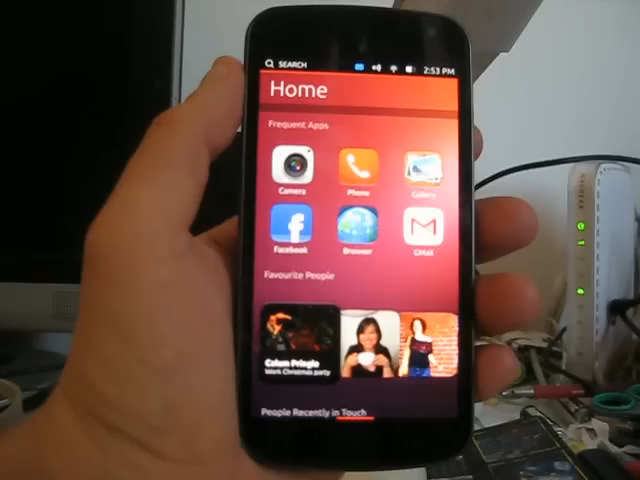 SEARCH 2:53 PM
Home
Frequent Apps
Camera Phone Gallery
Facebook Browser GMail
Favourite People
Colum Pringle
Work Christmas party
People Recently in Touch